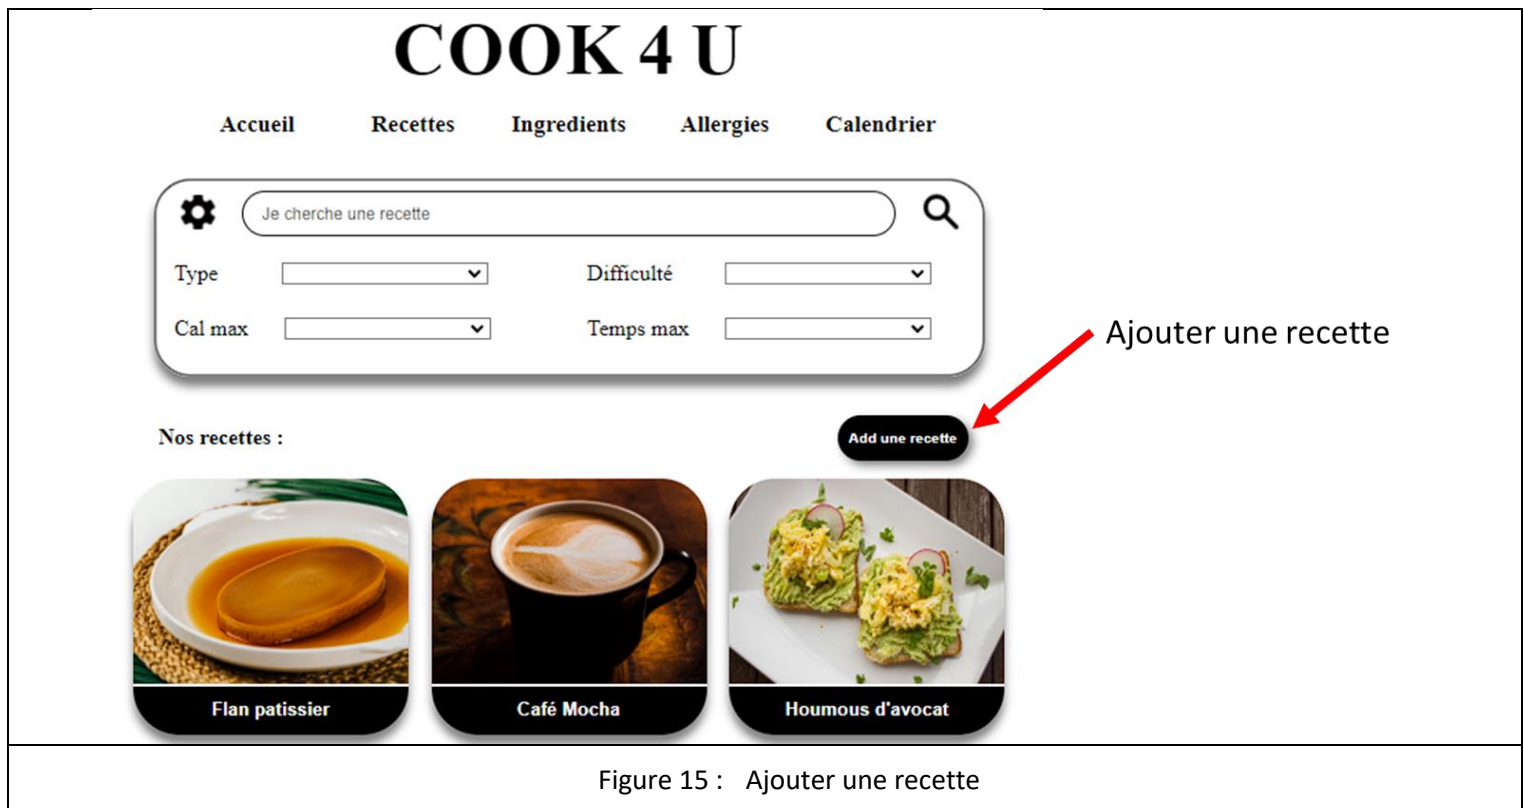 COOK 4 U
Accueil Recettes Ingredients Allergies Calendrier
Je cherche une recette
Type Difficulté
Cal max Temps max
Ajouter une recette
Nos recettes : Add une recette
Flan patissier Café Mocha Houmous d'avocat
Figure 15 : Ajouter une recette